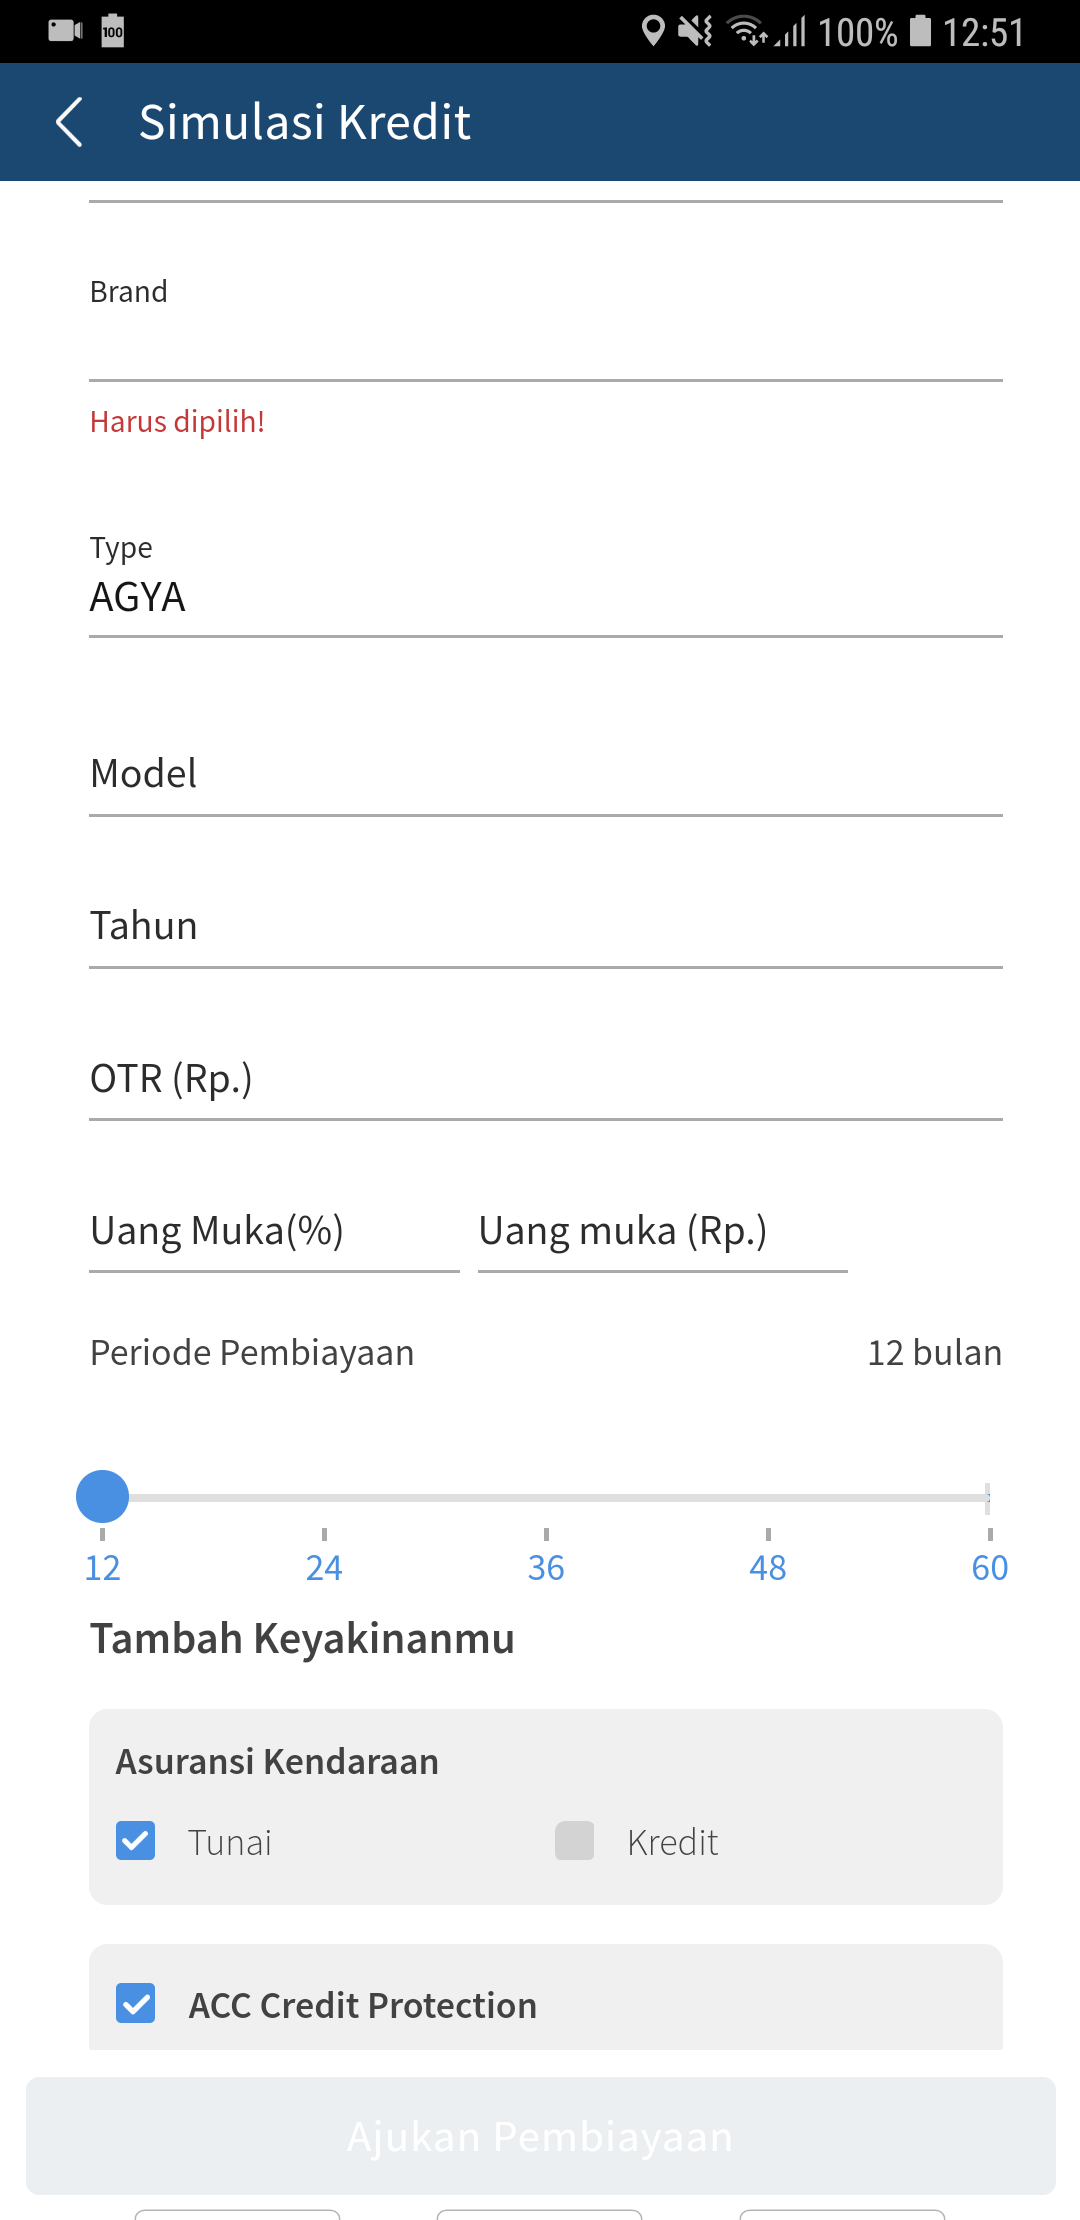 100 100% 12:51
Simulasi Kredit
Brand
Harus dipilih!
Type
AGYA
Model
Tahun
OTR (Rp.)
Uang Muka(%) Uang muka (Rp.)
Periode Pembiayaan 12 bulan
12 24 36 48 60
Tambah Keyakinanmu
Asuransi Kendaraan
Tunai Kredit
ACC Credit Protection
Ajukan Pembiayaan